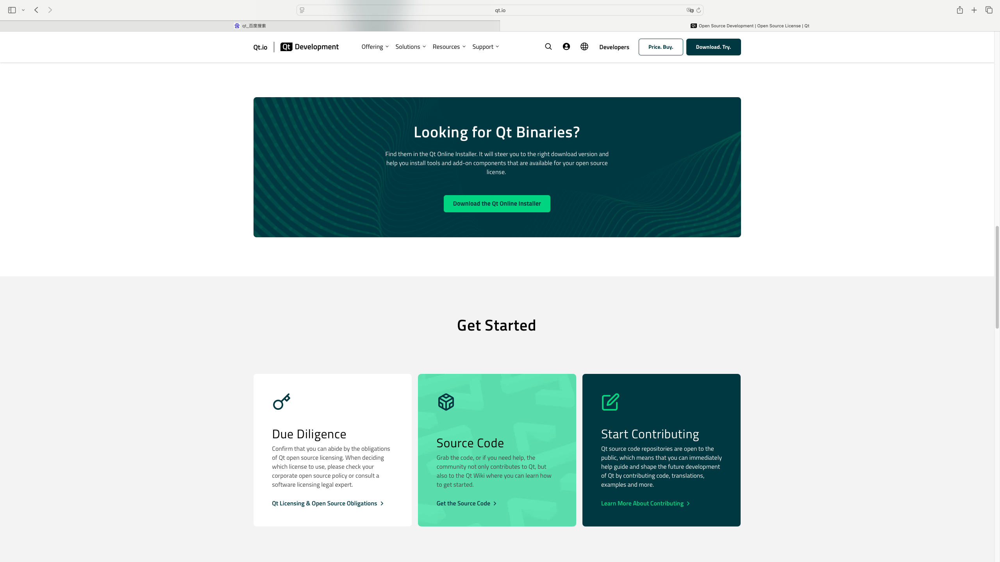 qt.io
qt_百度搜索
Qt Open Source Development | Open Source License | Qt
Qt.io
Qt Development
Offering
Solutions
Resources
Support
Developers
Price. Buy.
Download. Try.
Looking for Qt Binaries?
Find them in the Qt Online Installer. It will steer you to the right download version and
help you install tools and add-on components that are available for your open source
license.
Download the Qt Online Installer
Get Started
Due Diligence
Confirm that you can abide by the obligations
of Qt open source licensing. When deciding
which license to use, please check your
corporate open source policy or consult a
software licensing legal expert.
Qt Licensing & Open Source Obligations
Source Code
Grab the code, or if you need help, the
community not only contributes to Qt, but
also to the Qt Wiki where you can learn how
to get started.
Get the Source Code
Start Contributing
Qt source code repositories are open to the
public, which means that you can immediately
help guide and shape the future development
of Qt by contributing code, translations,
examples and more.
Learn More About Contributing